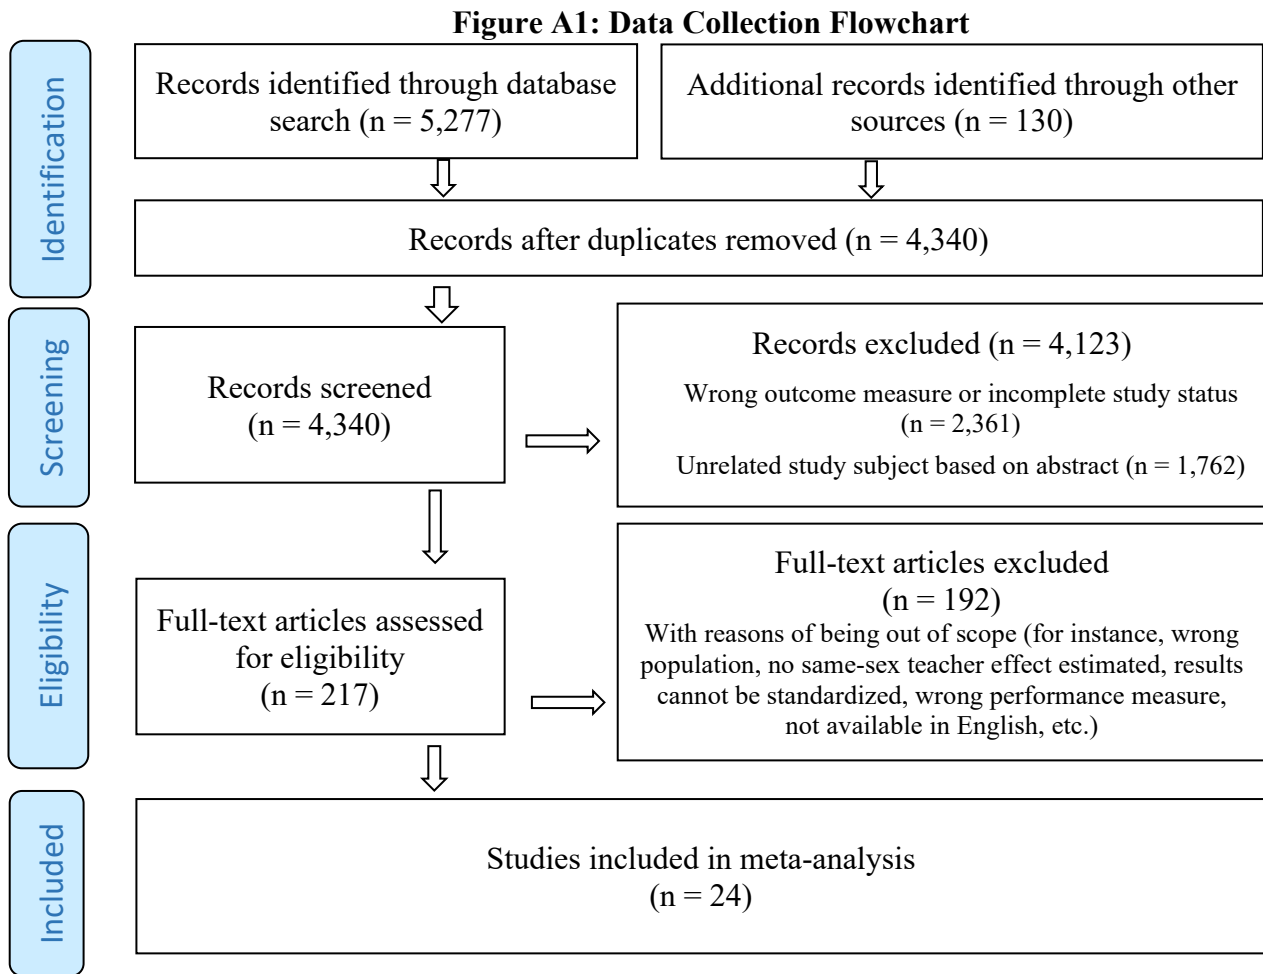 Figure A1: Data Collection Flowchart
Identification
Records identified through database
search (n = 5,277)
Additional records identified through other
sources (n = 130)
Records after duplicates removed (n = 4,340)
Screening
Records screened
(n = 4,340)
Records excluded (n = 4,123)
Wrong outcome measure or incomplete study status
(n = 2,361)
Unrelated study subject based on abstract (n = 1,762)
Eligibility
Full-text articles assessed
for eligibility
(n = 217)
Full-text articles excluded
(n = 192)
With reasons of being out of scope (for instance, wrong
population, no same-sex teacher effect estimated, results
cannot be standardized, wrong performance measure,
not available in English, etc.)
Included
Studies included in meta-analysis
(n = 24)